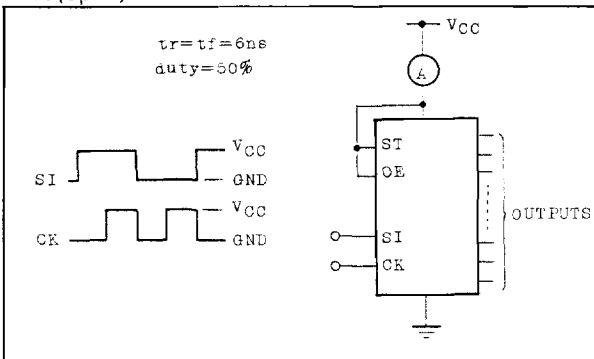 tr=tf=6ns
duty=50%
VCC
A
SI
VCC
GND
CK
VCC
GND
ST
OE
SI
CK
OUTPUTS